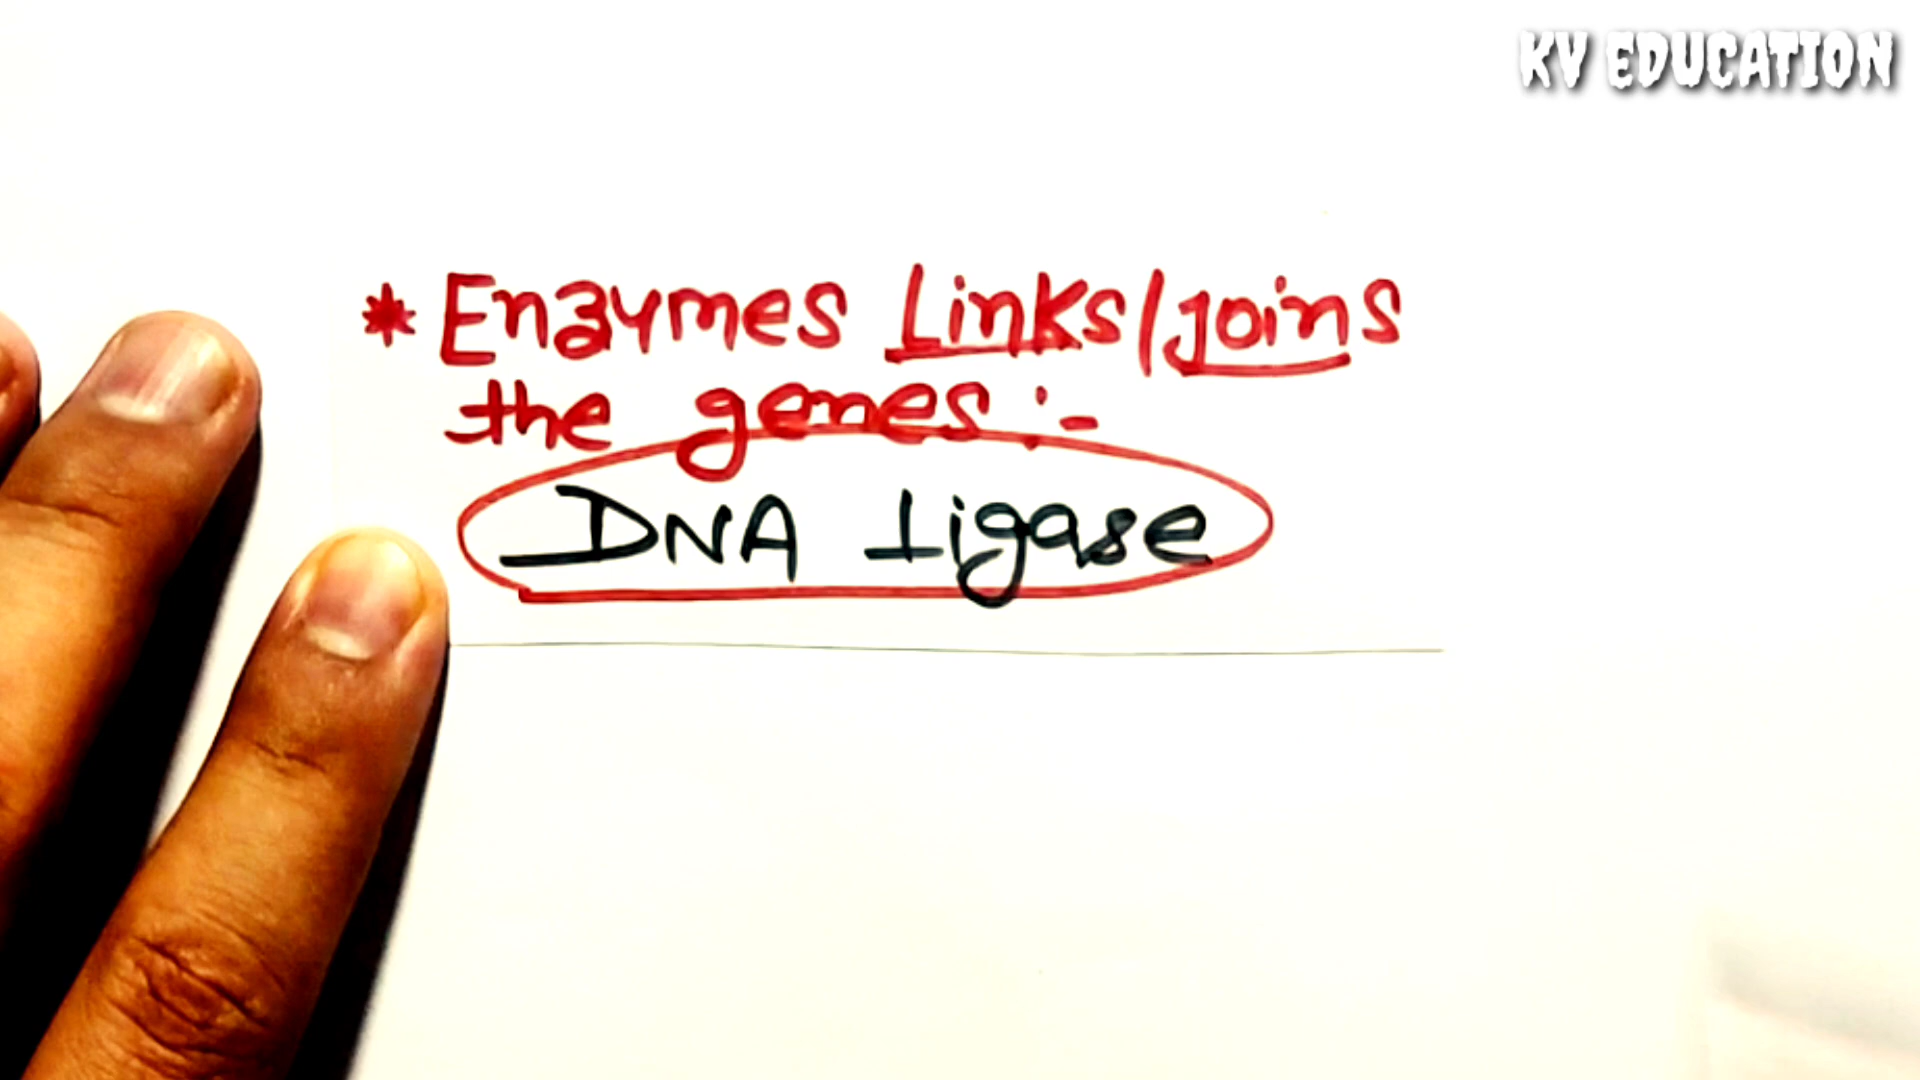 KV EDUCATION
* Enzymes Links/joins
the genes :-
DNA Ligase